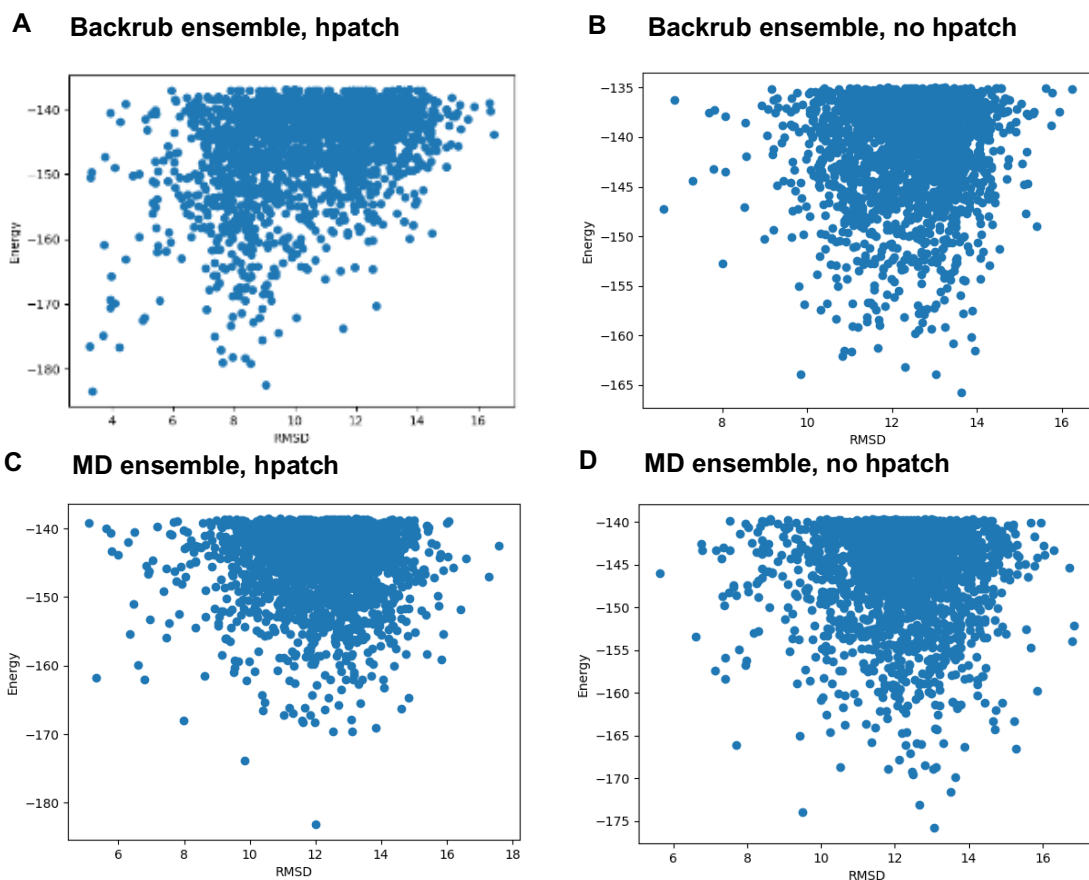 A Backrub ensemble, hpatch
−140
−150
−160
−170
−180
Energy
4 6 8 10 12 14 16
RMSD
B Backrub ensemble, no hpatch
−135
−140
−145
−150
−155
−160
−165
Energy
8 10 12 14 16
RMSD
C MD ensemble, hpatch
−140
−150
−160
−170
−180
Energy
6 8 10 12 14 16 18
RMSD
D MD ensemble, no hpatch
−140
−145
−150
−155
−160
−165
−170
−175
Energy
6 8 10 12 14 16
RMSD